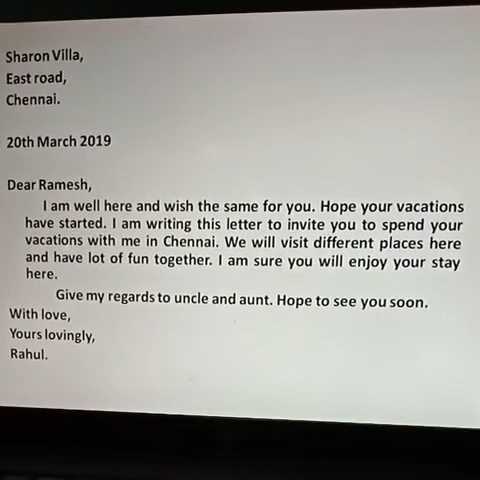 Sharon Villa,
East road,
Chennai.
20th March 2019
Dear Ramesh,
I am well here and wish the same for you. Hope your vacations
have started. I am writing this letter to invite you to spend your
vacations with me in Chennai. We will visit different places here
and have lot of fun together. I am sure you will enjoy your stay
here.
Give my regards to uncle and aunt. Hope to see you soon.
With love,
Yours lovingly,
Rahul.